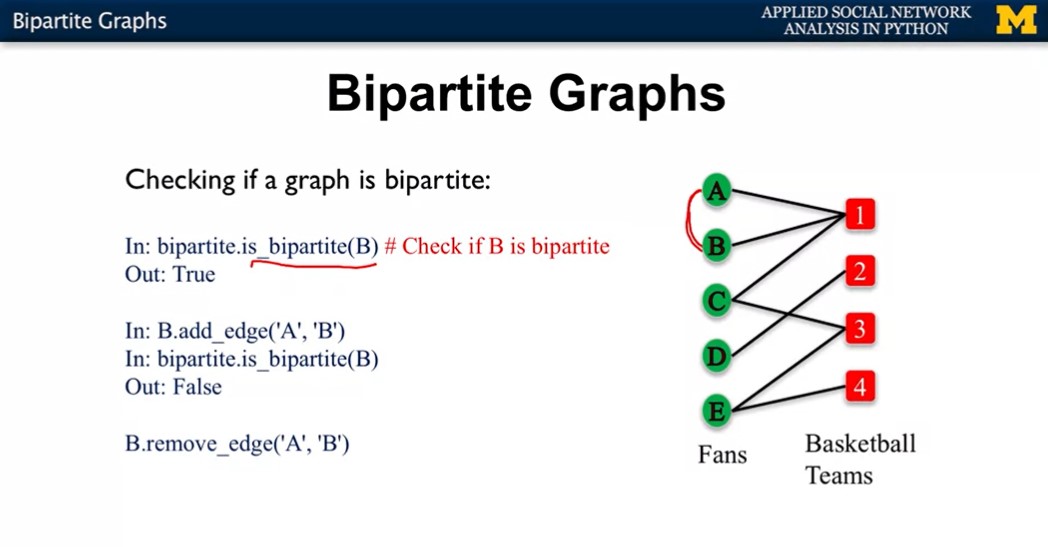 Bipartite Graphs
APPLIED SOCIAL NETWORK
ANALYSIS IN PYTHON
M
Bipartite Graphs
Checking if a graph is bipartite:
In: bipartite.is_bipartite(B) # Check if B is bipartite
Out: True
In: B.add_edge('A', 'B')
In: bipartite.is_bipartite(B)
Out: False
B.remove_edge('A', 'B')
A
B
C
D
E
Fans
1
2
3
4
Basketball
Teams